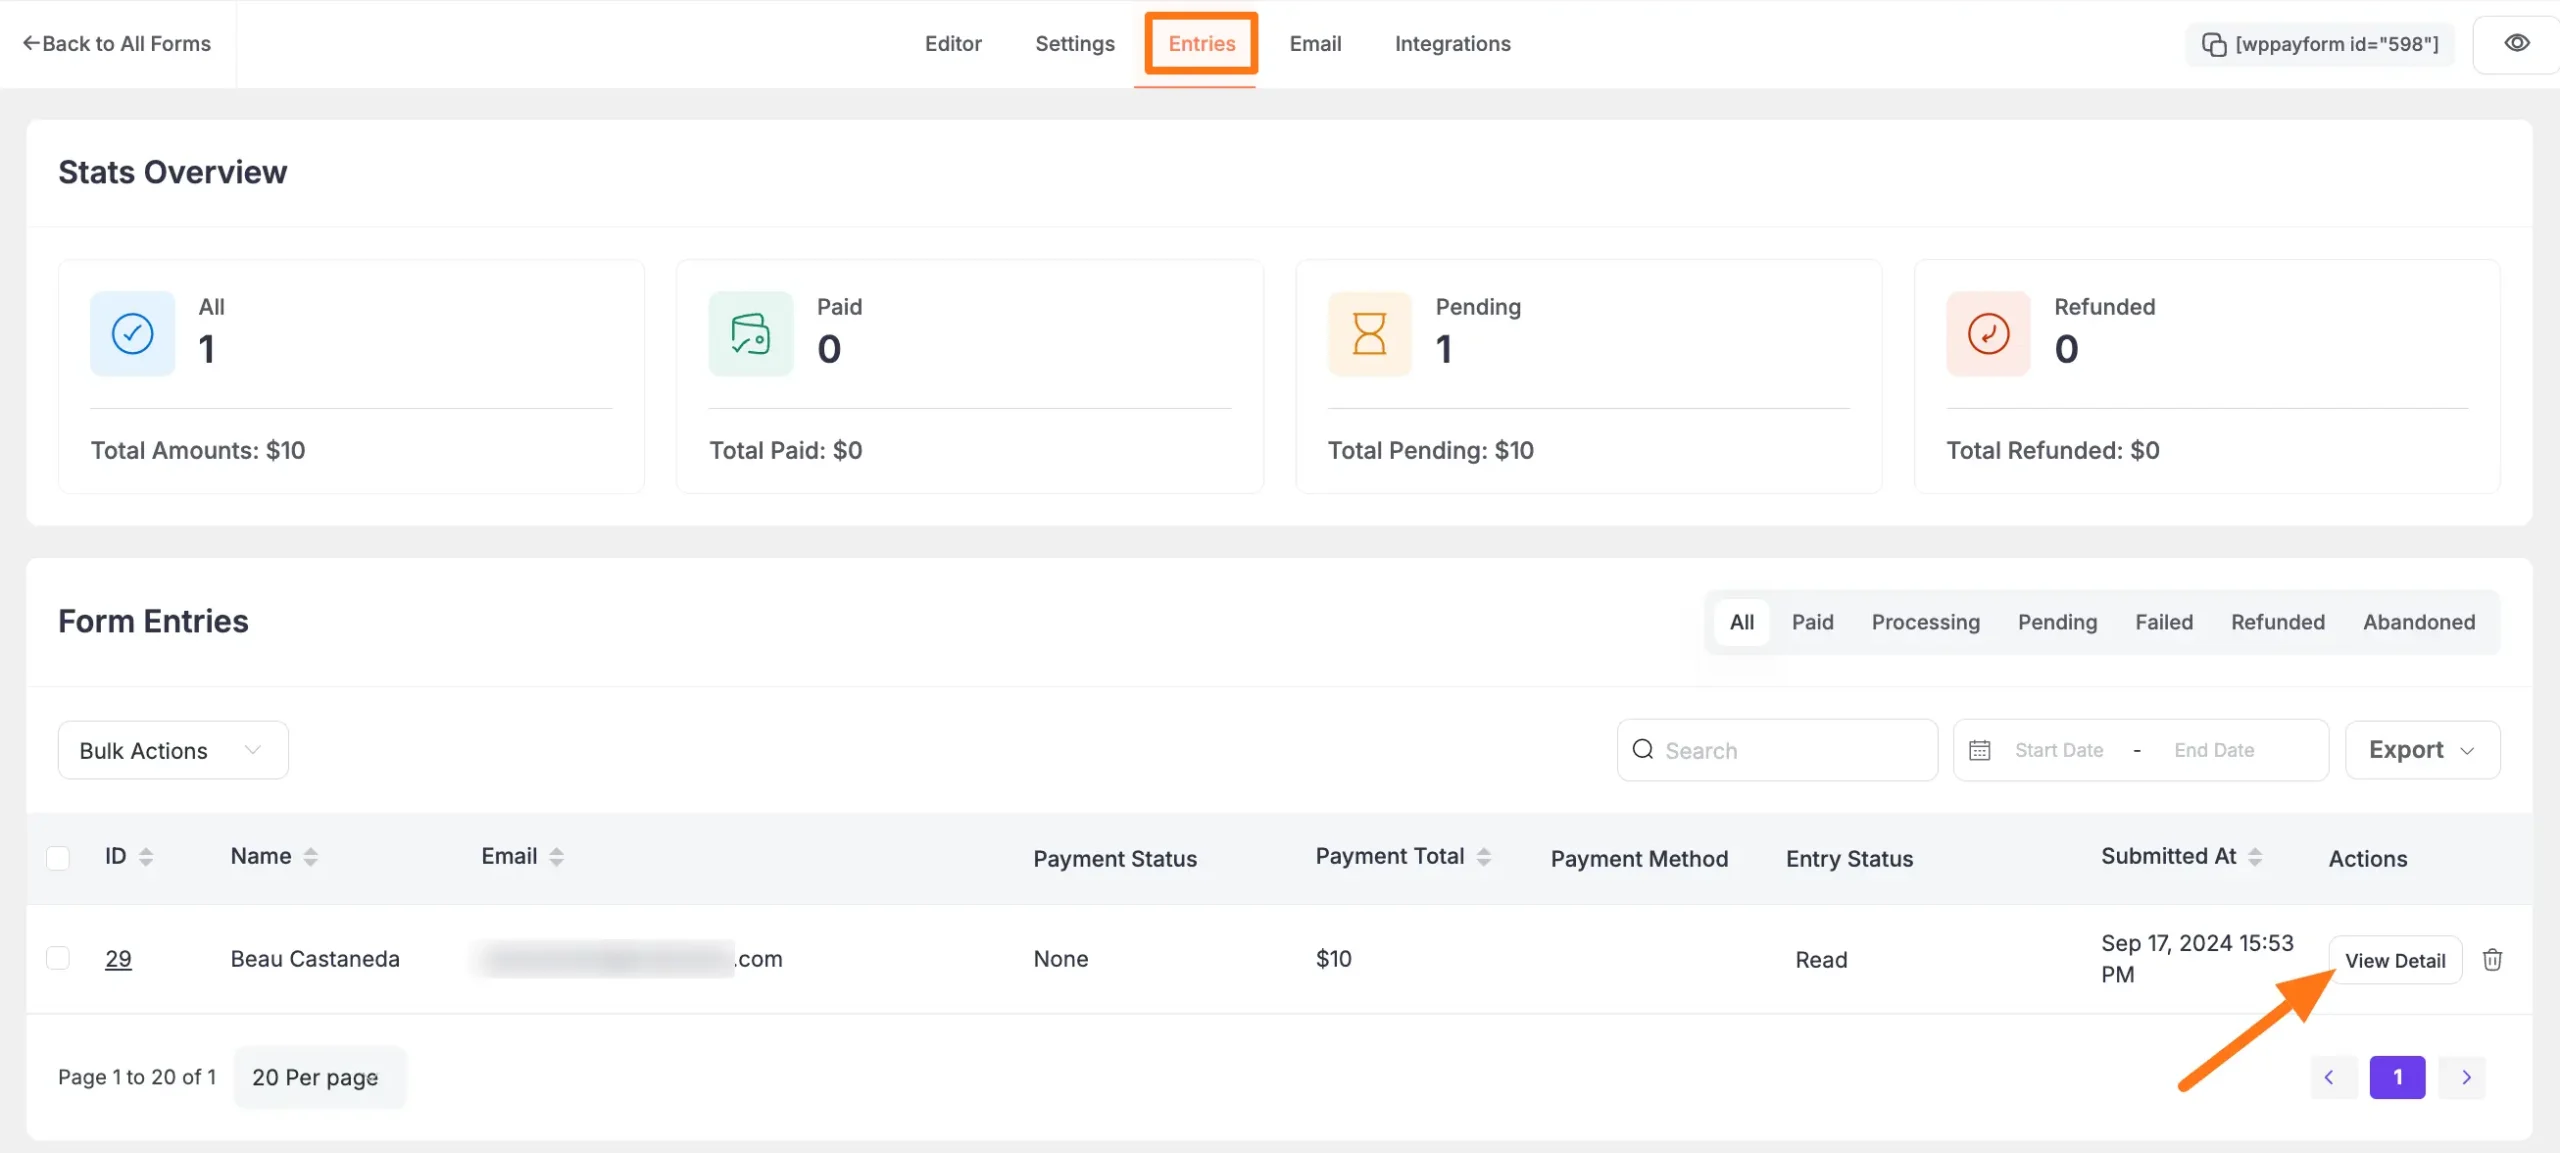 Back to All Forms
Editor Settings Entries Email Integrations
[wppayform id="598"]
Stats Overview
All
1
Total Amounts: $10
Paid
0
Total Paid: $0
Pending
1
Total Pending: $10
Refunded
0
Total Refunded: $0
Form Entries
All Paid Processing Pending Failed Refunded Abandoned
Bulk Actions
Search
Start Date - End Date
Export
ID Name Email Payment Status Payment Total Payment Method Entry Status Submitted At Actions
29 Beau Castaneda .com None $10 Read Sep 17, 2024 15:53
PM
View Detail
Page 1 to 20 of 1
20 Per page
1